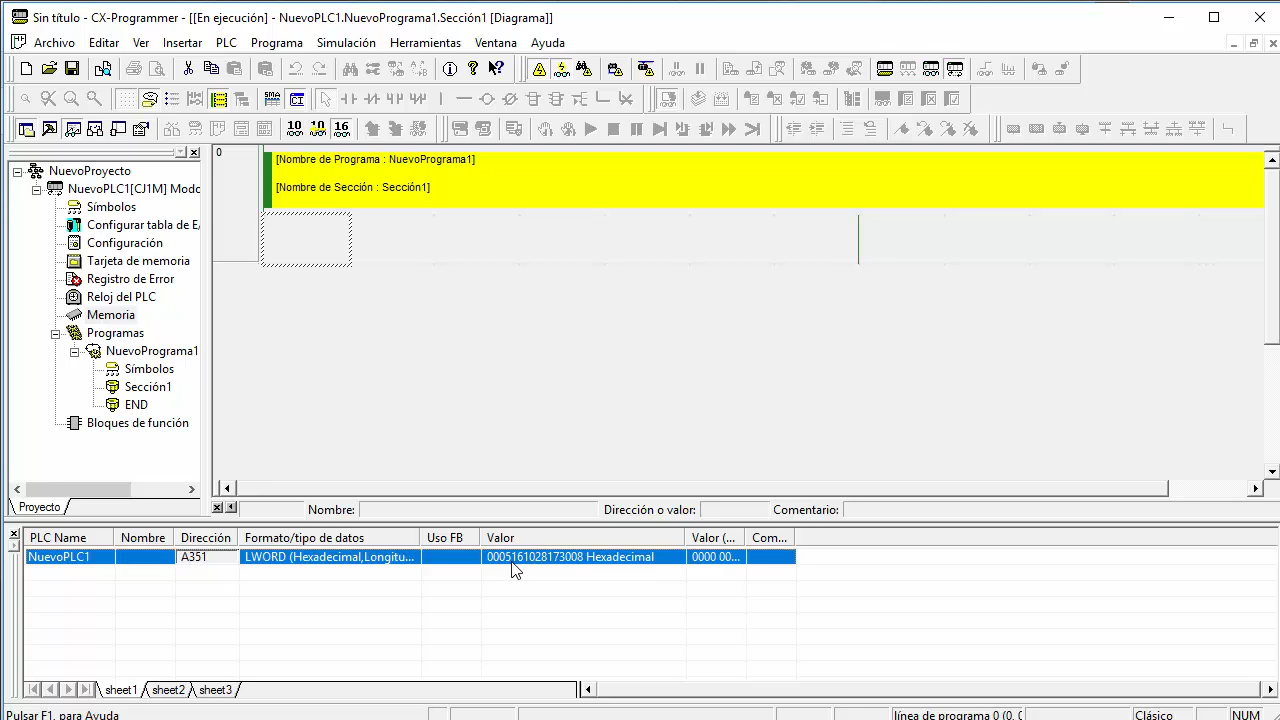 Sin título - CX-Programmer - [[En ejecución] - NuevoPLC1.NuevoPrograma1.Sección1 [Diagrama]]
Archivo Editar Ver Insertar PLC Programa Simulación Herramientas Ventana Ayuda
10 10 16
NuevoProyecto
NuevoPLC1[CJ1M] Modo
Símbolos
Configurar tabla de E/
Configuración
Tarjeta de memoria
Registro de Error
Reloj del PLC
Memoria
Programas
NuevoPrograma1
Símbolos
Sección1
END
Bloques de función
Proyecto
0
[Nombre de Programa : NuevoPrograma1]
[Nombre de Sección : Sección1]
Nombre: Dirección o valor: Comentario:
PLC Name Nombre Dirección Formato/tipo de datos Uso FB Valor Valor (... Com...
NuevoPLC1 A351 LWORD (Hexadecimal,Longitu... 0005161028173008 Hexadecimal 0000 00...
sheet1 sheet2 sheet3
Pulsar F1, para Ayuda línea de programa 0 (0, 0 Clásico NUM